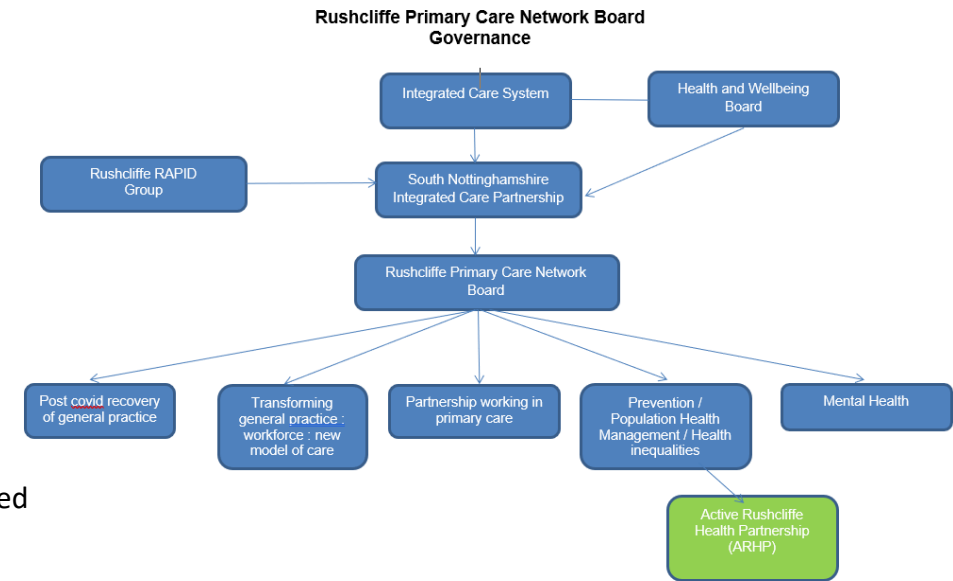 Rushcliffe Primary Care Network Board
Governance
Integrated Care System
Health and Wellbeing
Board
Rushcliffe RAPID
Group
South Nottinghamshire
Integrated Care Partnership
Rushcliffe Primary Care Network
Board
Post covid recovery
of general practice
Transforming
general practice :
workforce : new
model of care
Partnership working in
primary care
Prevention /
Population Health
Management / Health
inequalities
Mental Health
ed
Active Rushcliffe
Health Partnership
(ARHP)